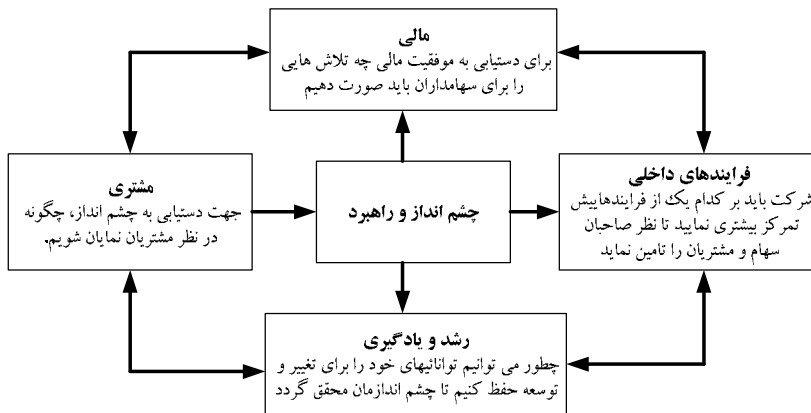 مالی
برای دستیابی به موفقیت مالی چه تلاش هایی
را برای سهامداران باید صورت دهیم
فرایندهای داخلی
شرکت باید بر کدام یک از فرایندهاییش
تمرکز بیشتری نمایید تا نظر صاحبان
سهام و مشتریان را تامین نماید
چشم انداز و راهبرد
مشتری
جهت دستیابی به چشم انداز، چگونه
در نظر مشتریان نمایان شویم.
رشد و یادگیری
چطور می توانیم توانائیهای خود را برای تغییر و
توسعه حفظ کنیم تا چشم اندازمان محقق گردد